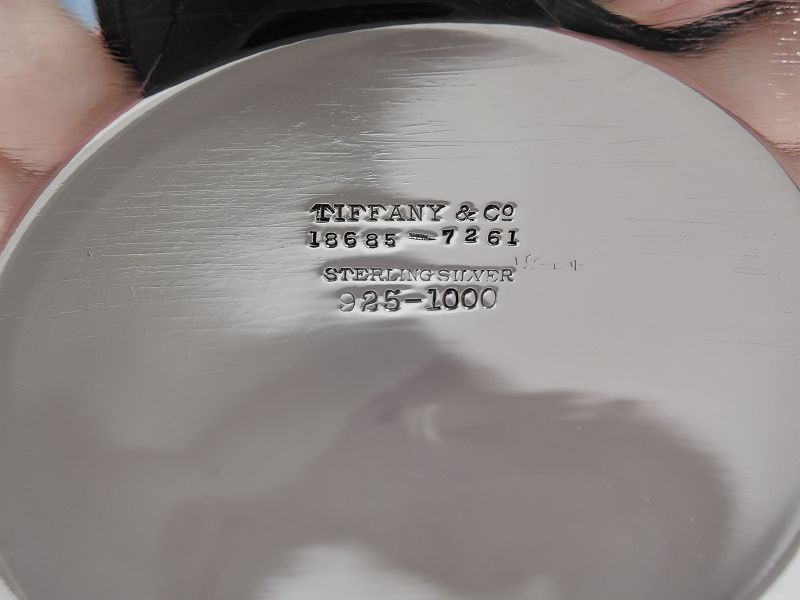 TIFFANY & Cº
18685-7261
STERLING SILVER
925-1000